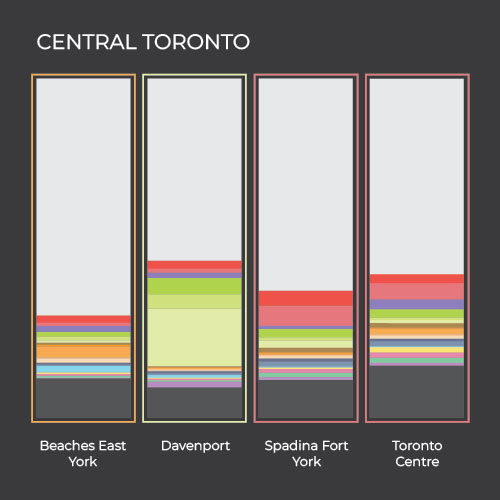 CENTRAL TORONTO
Beaches East
York
Davenport
Spadina Fort
York
Toronto
Centre